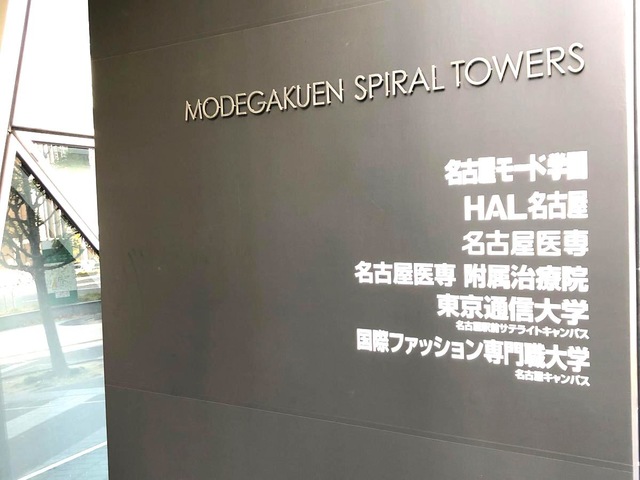 MODEGAKUEN SPIRAL TOWERS
名古屋モード学園
HAL名古屋
名古屋医専
名古屋医専 附属治療院
東京通信大学
名古屋駅前サテライトキャンパス
国際ファッション専門職大学
名古屋キャンパス